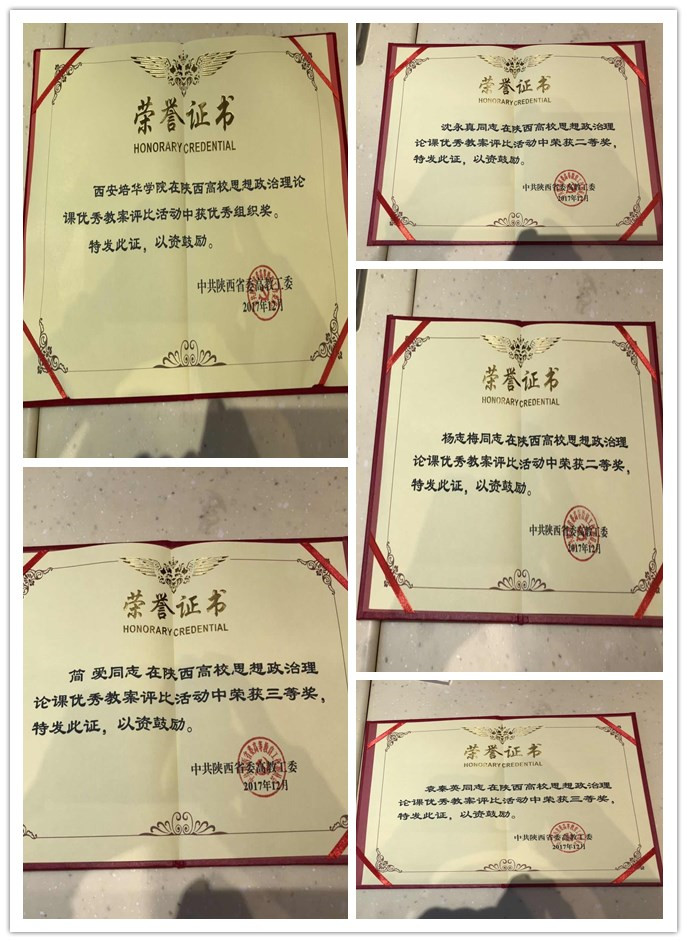 荣誉证书
HONORARY CREDENTIAL
西安培华学院在陕西高校思想政治理论
课优秀教案评比活动中获优秀组织奖。
特发此证，以资鼓励。
中共陕西省委高教工委
2017年12月
荣誉证书
HONORARY CREDENTIAL
沈永真同志在陕西高校思想政治理
论课优秀教案评比活动中荣获二等奖，
特发此证，以资鼓励。
中共陕西省委高教工委
2017年12月
荣誉证书
HONORARY CREDENTIAL
杨志梅同志在陕西高校思想政治理
论课优秀教案评比活动中荣获二等奖，
特发此证，以资鼓励。
中共陕西省委高教工委
2017年12月
荣誉证书
HONORARY CREDENTIAL
简 爱同志在陕西高校思想政治理
论课优秀教案评比活动中荣获三等奖，
特发此证，以资鼓励。
中共陕西省委高教工委
2017年12月
荣誉证书
HONORARY CREDENTIAL
袁秦英同志在陕西高校思想政治理
论课优秀教案评比活动中荣获三等奖，
特发此证，以资鼓励。
中共陕西省委高教工委
2017年12月